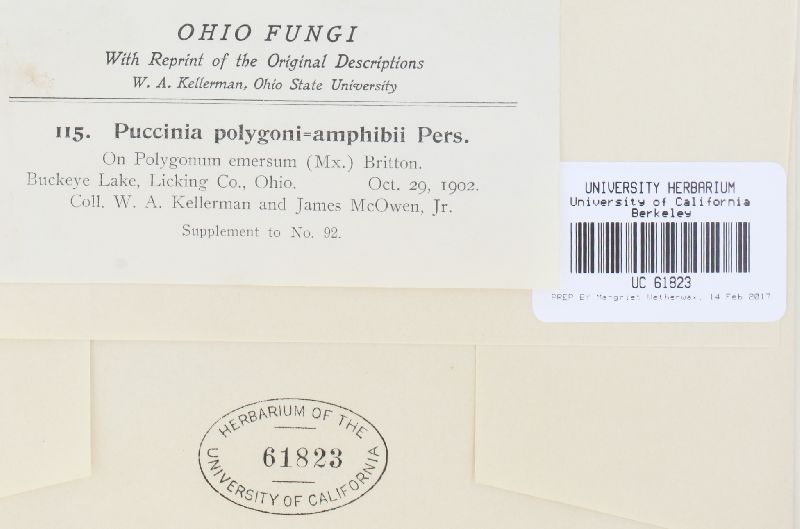 OHIO FUNGI
With Reprint of the Original Descriptions
W. A. Kellerman, Ohio State University
115. Puccinia polygoni=amphibii Pers.
On Polygonum emersum (Mx.) Britton.
Buckeye Lake, Licking Co., Ohio. Oct. 29, 1902.
Coll. W. A. Kellerman and James McOwen, Jr.
Supplement to No. 92.
UNIVERSITY HERBARIUM
University of California
Berkeley
UC 61823
PREP BY Margriet Wetherwax, 14 Feb 2017
HERBARIUM OF THE
61823
UNIVERSITY OF CALIFORNIA